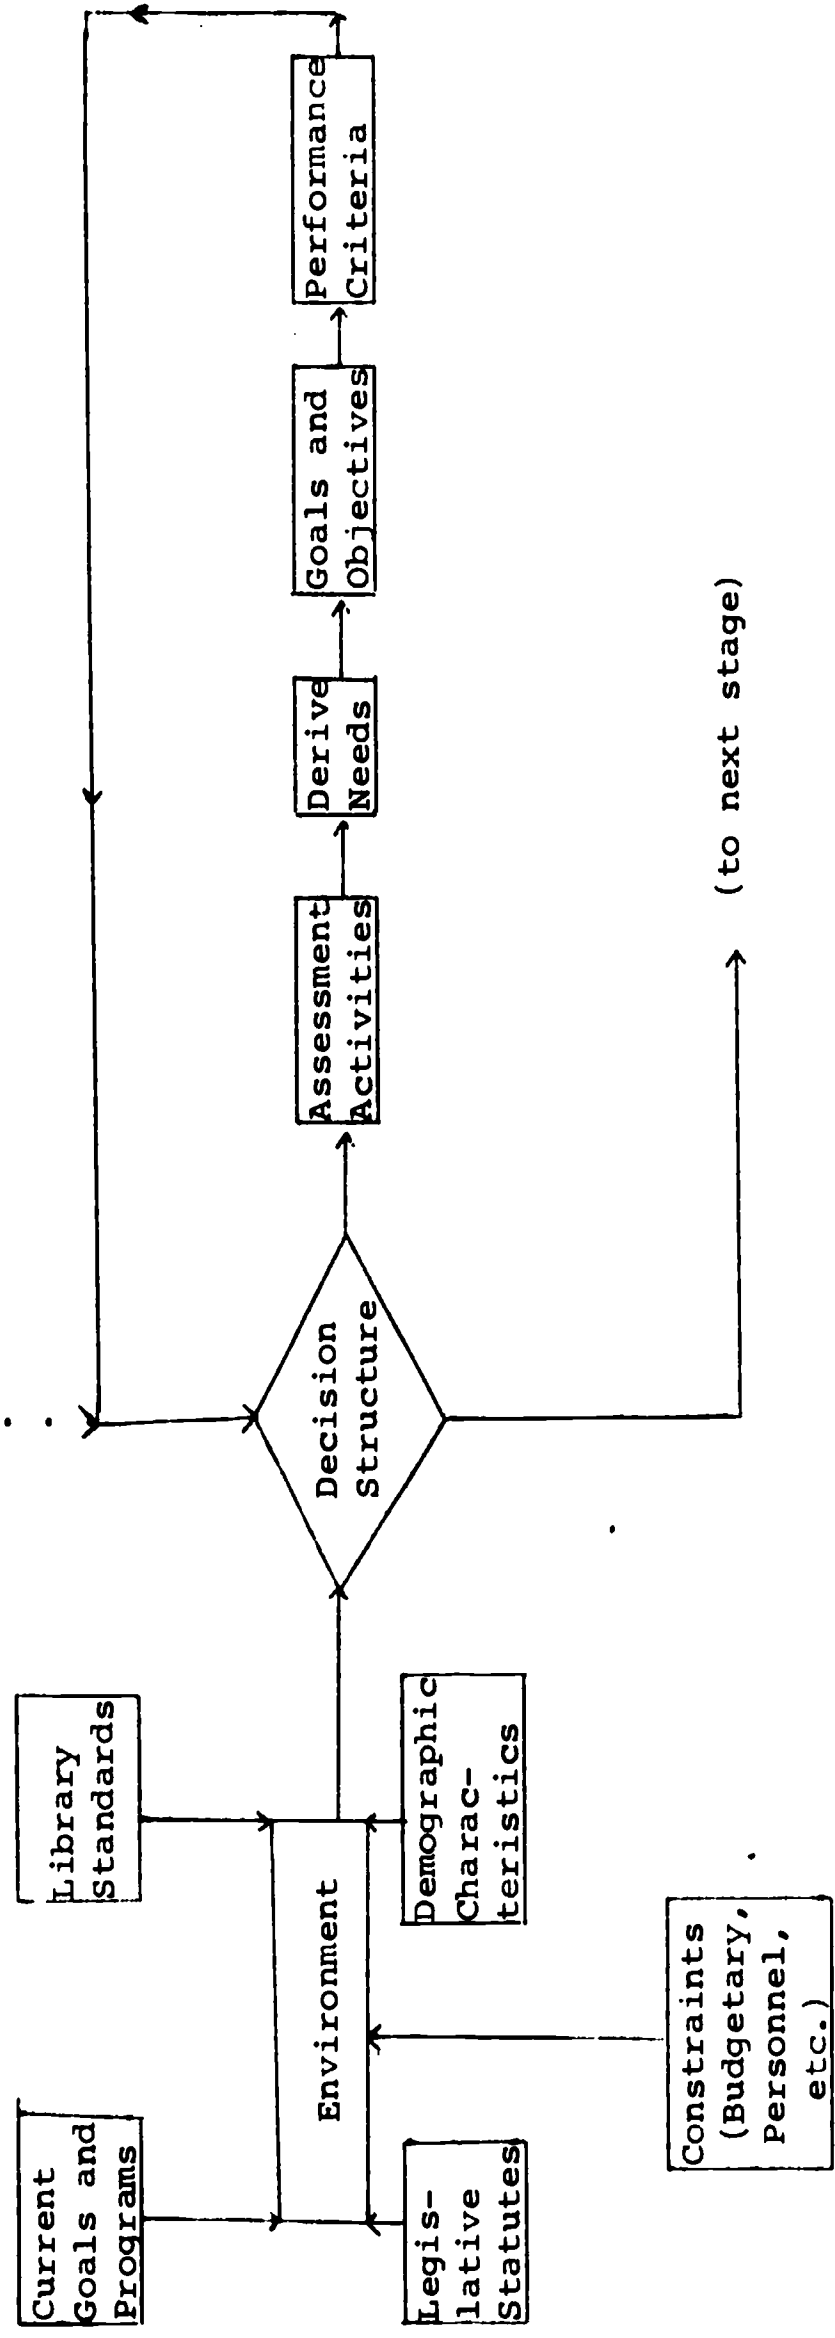 Current
Goals and
Programs
Library
Standards
Environment
Legis-
lative
Statutes
Demographic
Charac-
teristics
Constraints
(Budgetary,
Personnel,
etc.)
Decision
Structure
Assessment
Activities
Derive
Needs
Goals and
Objectives
Performance
Criteria
(to next stage)